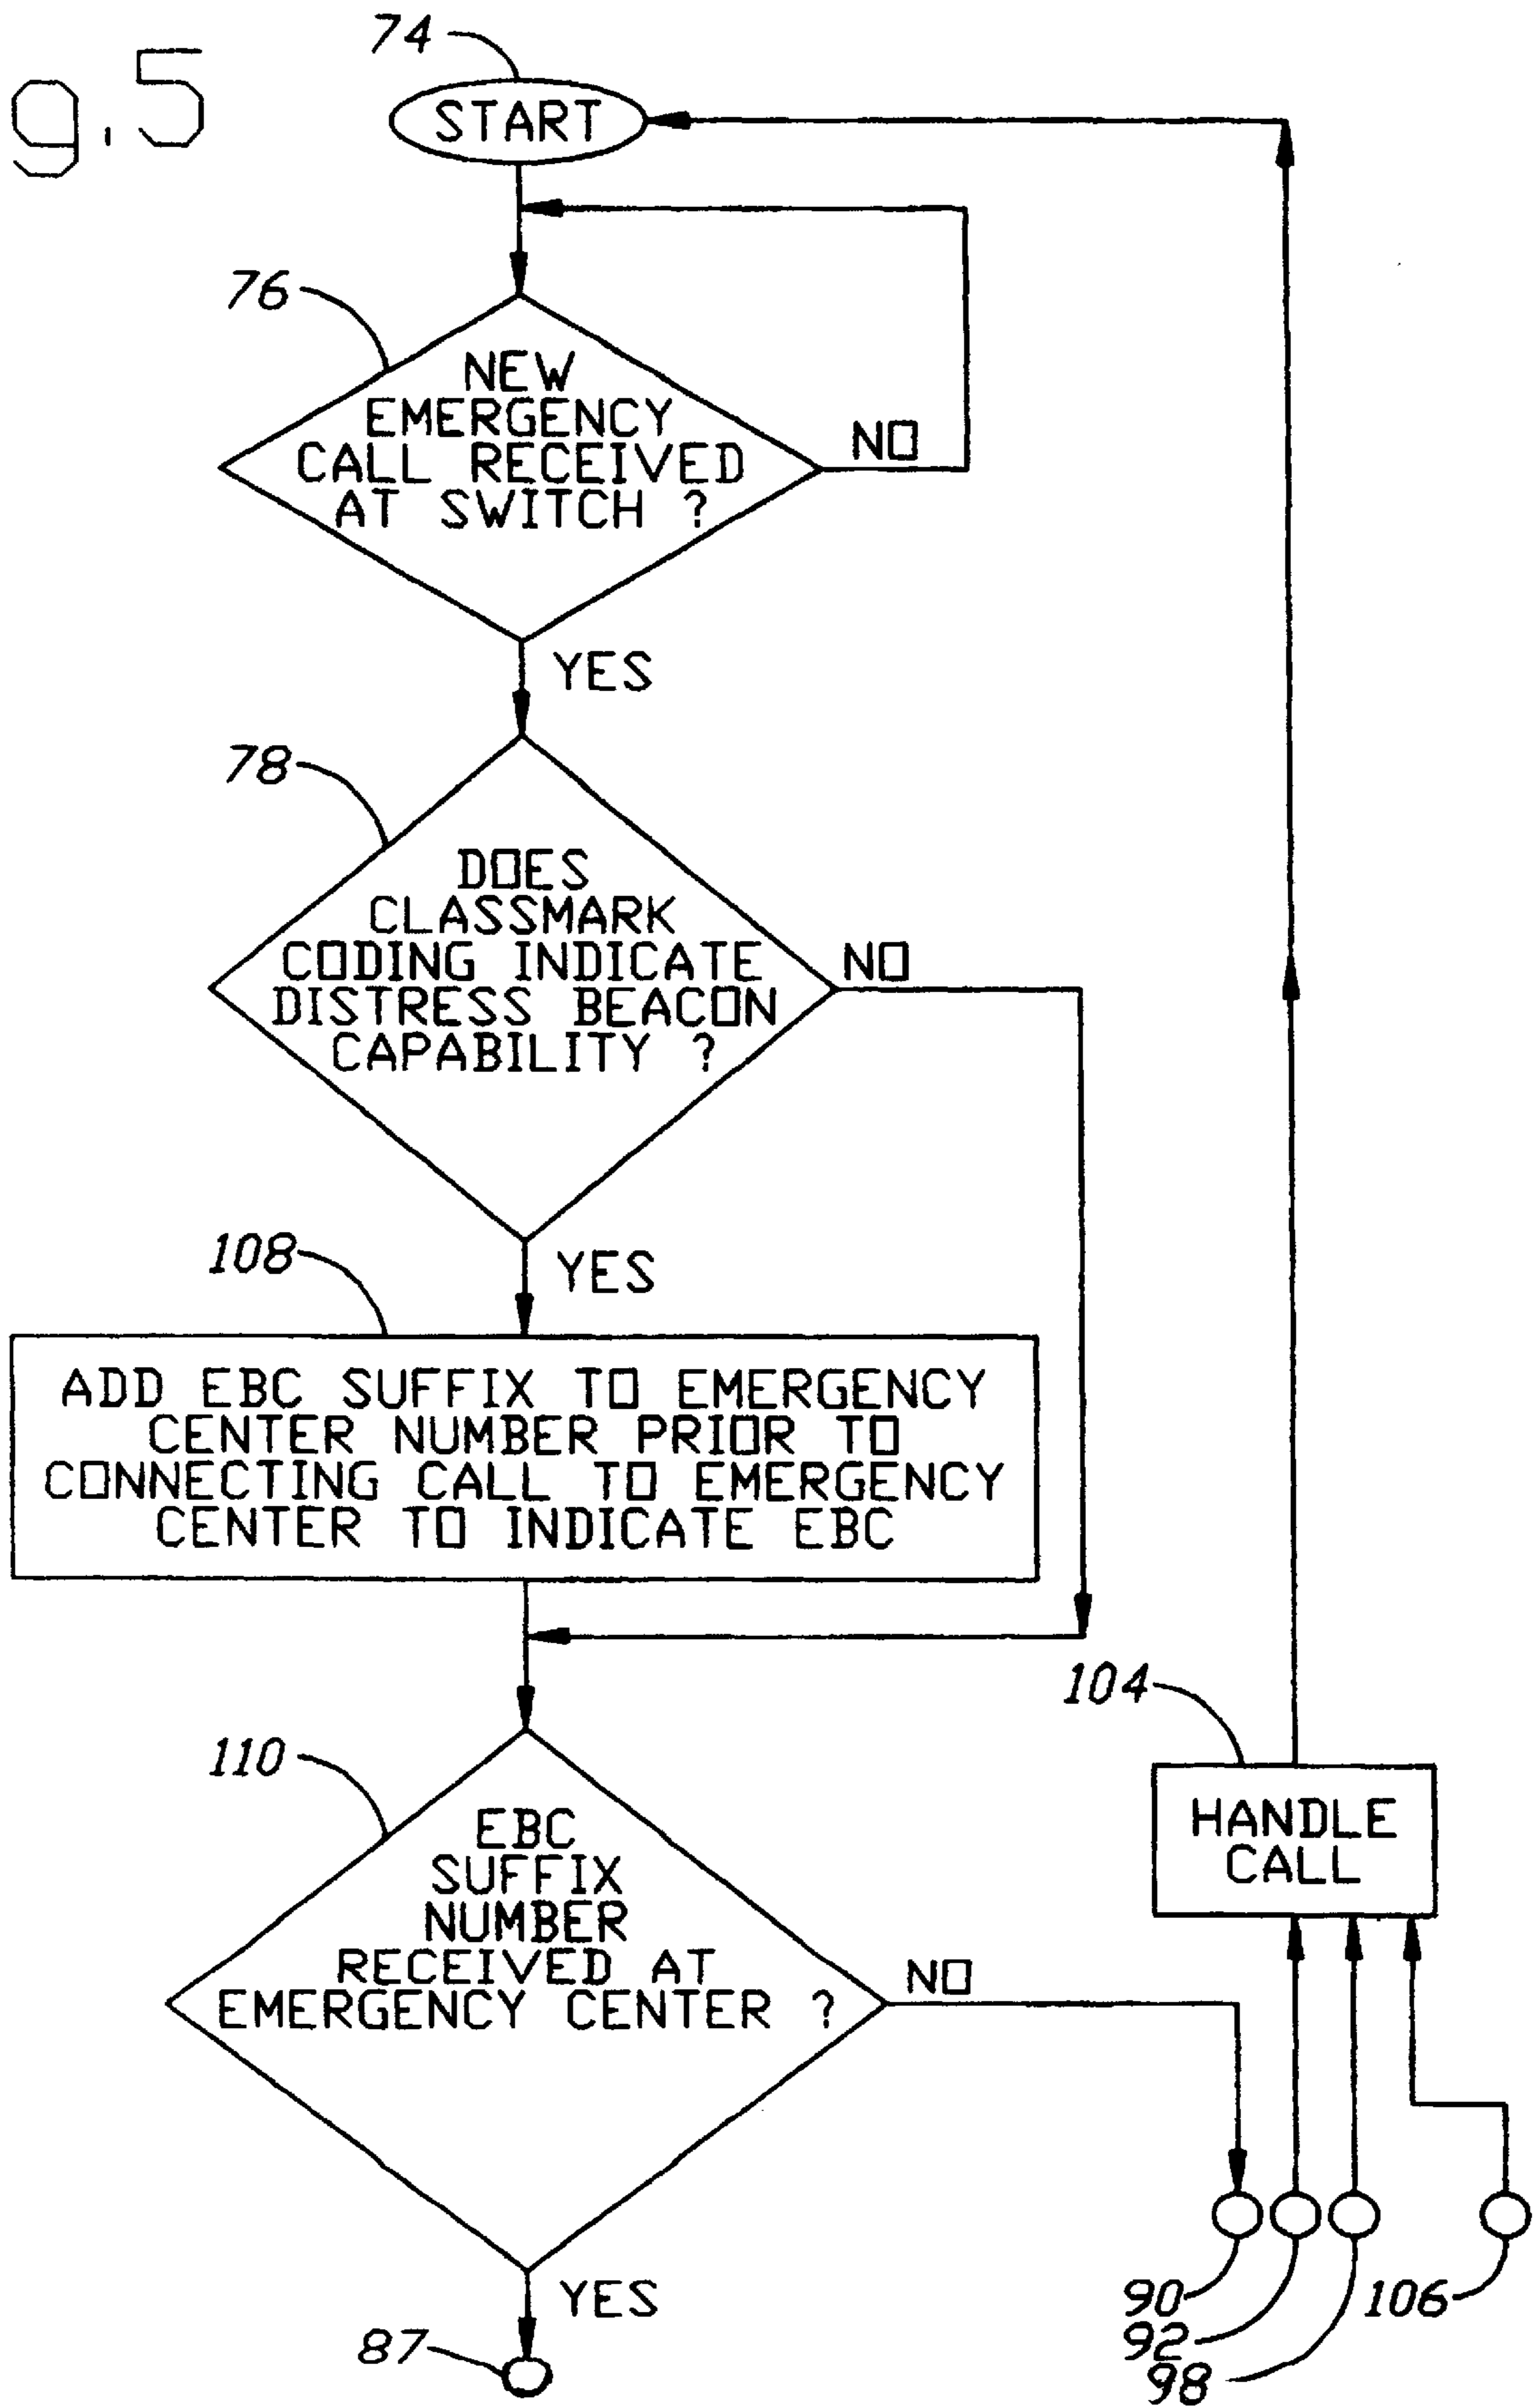 g.5
74
START
76
NEW
EMERGENCY
CALL RECEIVED
AT SWITCH ?
NO
YES
78
DOES
CLASSMARK
CODING INDICATE
DISTRESS BEACON
CAPABILITY ?
NO
YES
108
ADD EBC SUFFIX TO EMERGENCY
CENTER NUMBER PRIOR TO
CONNECTING CALL TO EMERGENCY
CENTER TO INDICATE EBC
104
HANDLE
CALL
110
EBC
SUFFIX
NUMBER
RECEIVED AT
EMERGENCY CENTER ?
NO
YES
87
90
92
98
106